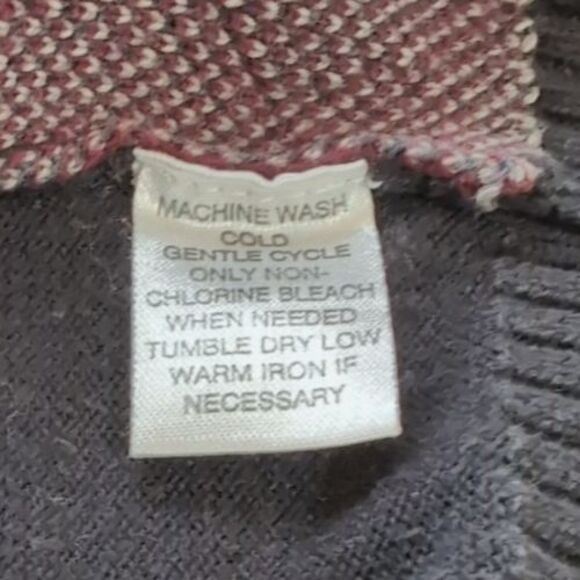 MACHINE WASH
COLD
GENTLE CYCLE
ONLY NON-
CHLORINE BLEACH
WHEN NEEDED
TUMBLE DRY LOW
WARM IRON IF
NECESSARY